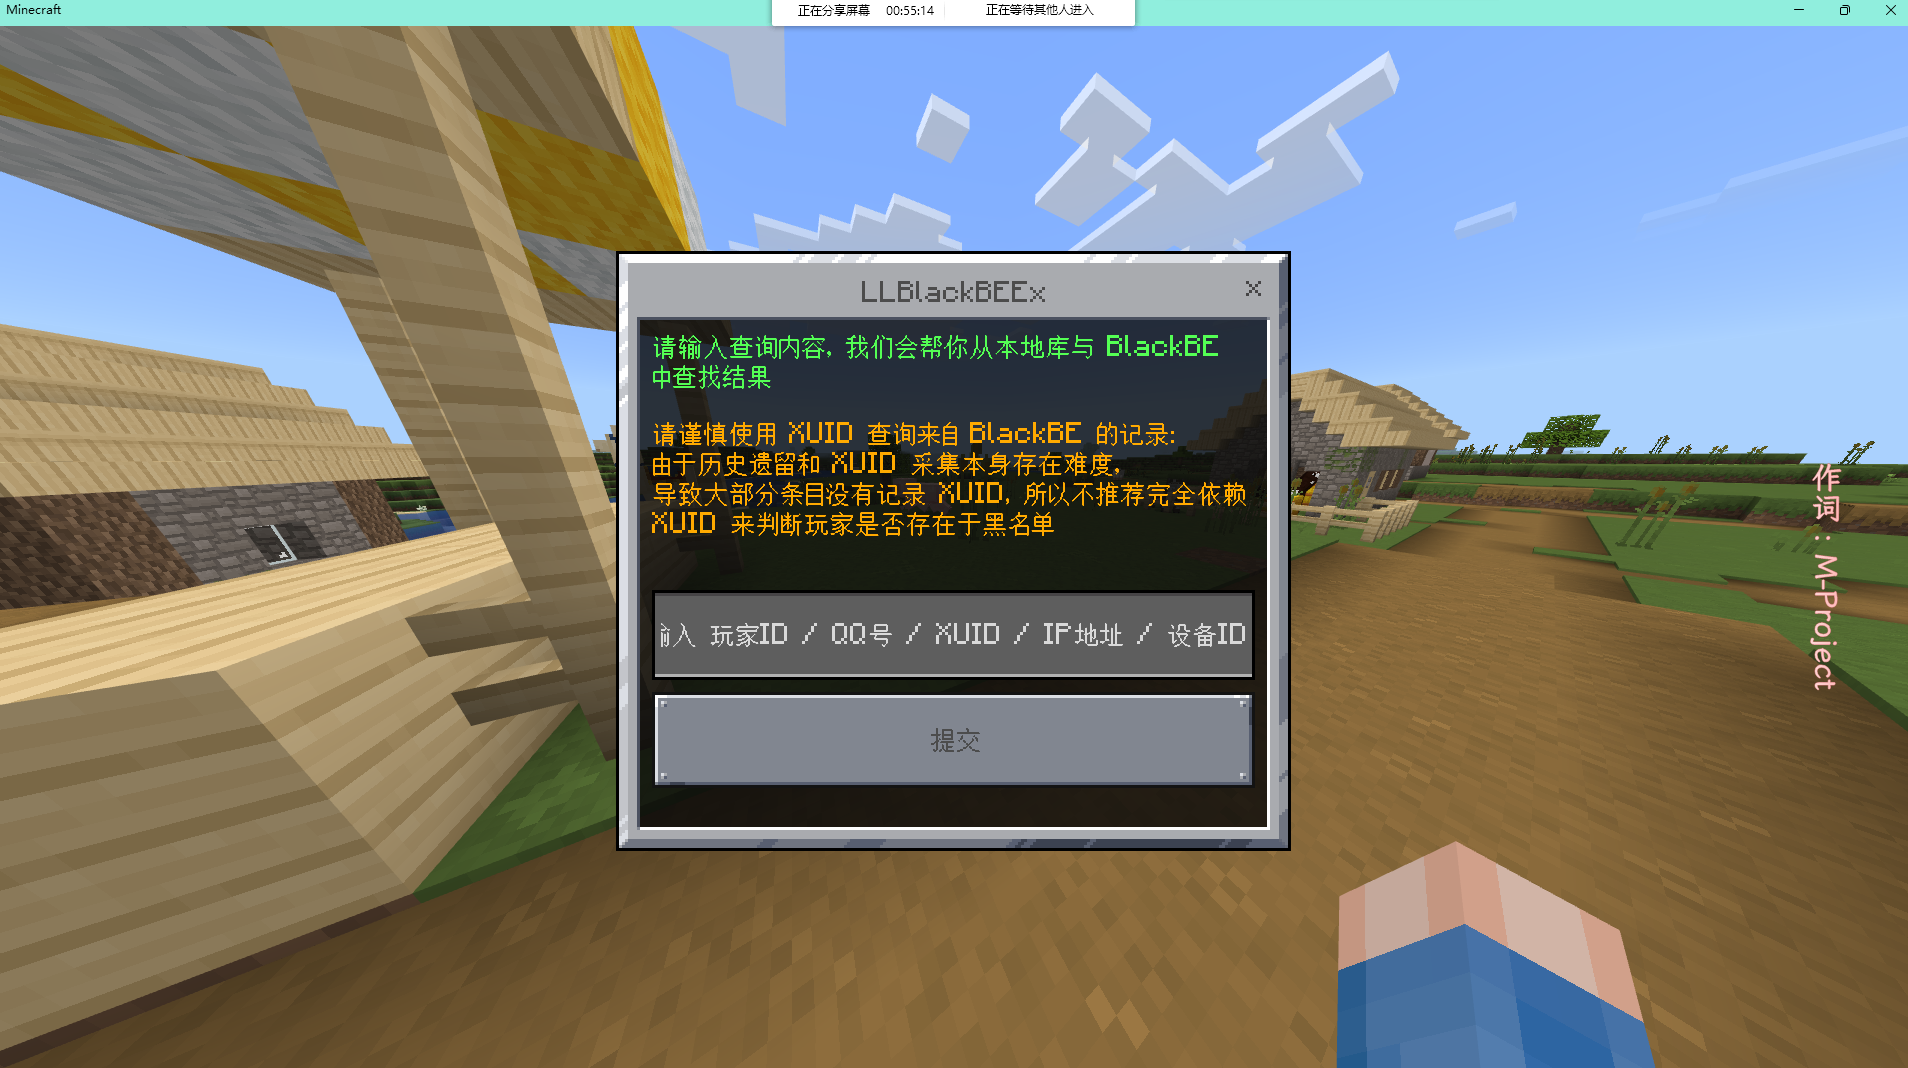 Minecraft
正在分享屏幕 00:55:14 正在等待其他人进入
LLBlackBEEx
请输入查询内容，我们会帮你从本地库与 BlackBE
中查找结果
请谨慎使用 XUID 查询来自 BlackBE 的记录:
由于历史遗留和 XUID 采集本身存在难度，
导致大部分条目没有记录 XUID，所以不推荐完全依赖
XUID 来判断玩家是否存在于黑名单
输入 玩家ID / QQ号 / XUID / IP地址 / 设备ID
提交
作词：M-Project